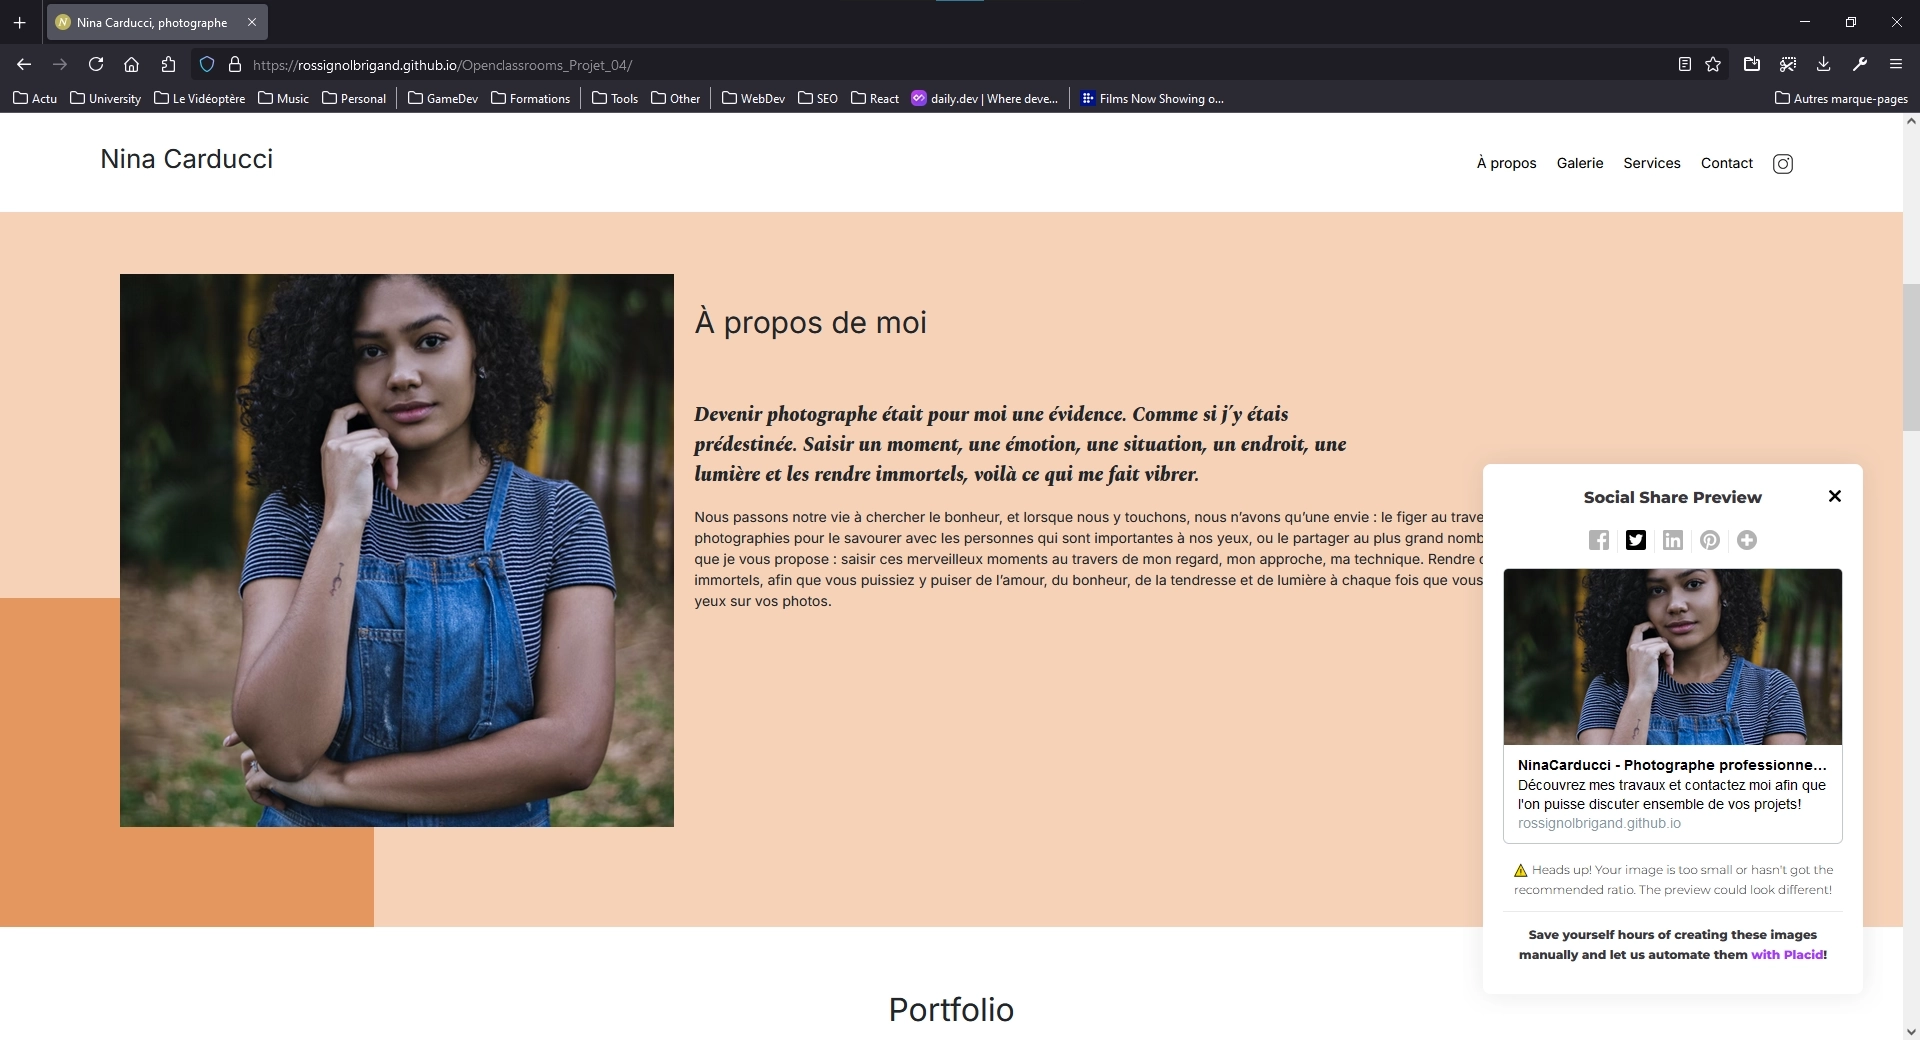 Nina Carducci, photographe
https://rossignolbrigand.github.io/Openclassrooms_Projet_04/
Actu University Le Vidéoptère Music Personal GameDev Formations Tools Other WebDev SEO React daily.dev | Where deve... Films Now Showing o... Autres marque-pages
Nina Carducci
À propos Galerie Services Contact
À propos de moi
Devenir photographe était pour moi une évidence. Comme si j'y étais
prédestinée. Saisir un moment, une émotion, une situation, un endroit, une
lumière et les rendre immortels, voilà ce qui me fait vibrer.
Nous passons notre vie à chercher le bonheur, et lorsque nous y touchons, nous n’avons qu’une envie : le figer au trave
photographies pour le savourer avec les personnes qui sont importantes à nos yeux, ou le partager au plus grand nomb
que je vous propose : saisir ces merveilleux moments au travers de mon regard, mon approche, ma technique. Rendre
immortels, afin que vous puissiez y puiser de l’amour, du bonheur, de la tendresse et de lumière à chaque fois que vous
yeux sur vos photos.
Social Share Preview
NinaCarducci - Photographe professionne...
Découvrez mes travaux et contactez moi afin que
l'on puisse discuter ensemble de vos projets!
rossignolbrigand.github.io
⚠ Heads up! Your image is too small or hasn't got the
recommended ratio. The preview could look different!
Save yourself hours of creating these images
manually and let us automate them with Placid!
Portfolio